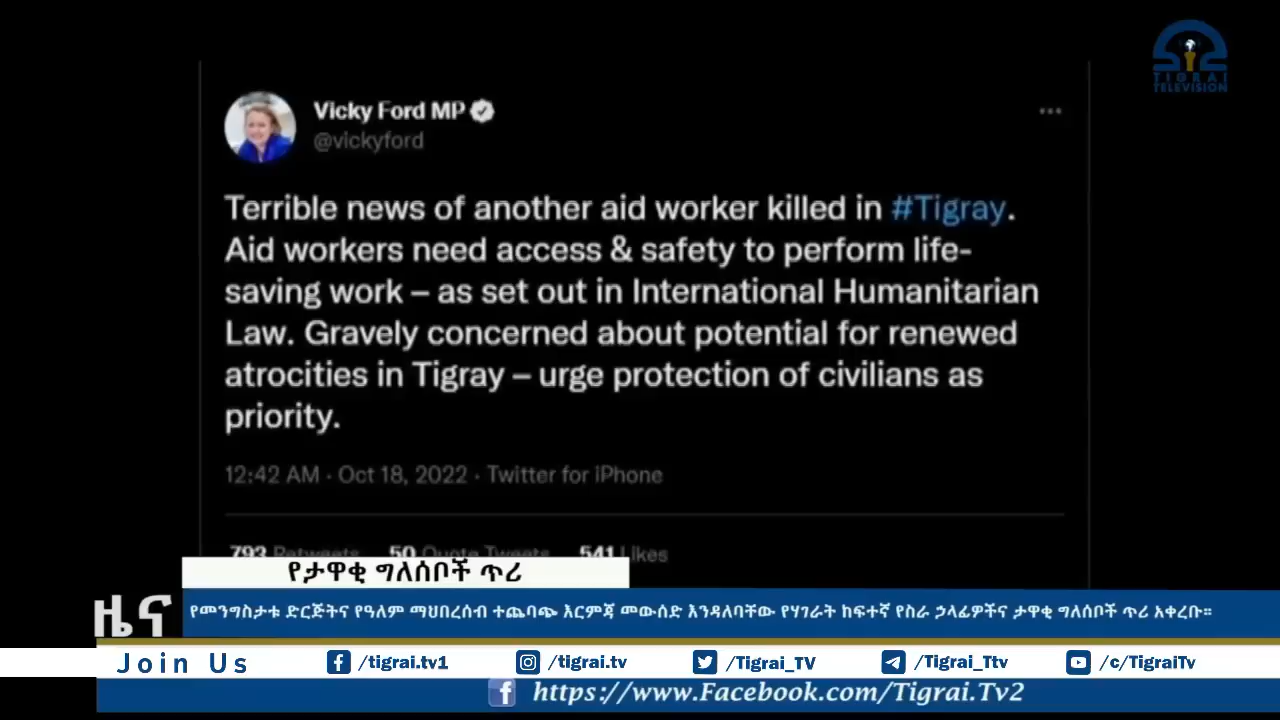 TIGRAI
TELEVISION
Vicky Ford MP
@vickyford
Terrible news of another aid worker killed in #Tigray.
Aid workers need access & safety to perform life-
saving work – as set out in International Humanitarian
Law. Gravely concerned about potential for renewed
atrocities in Tigray – urge protection of civilians as
priority.
12:42 AM · Oct 18, 2022 · Twitter for iPhone
793 Retweets 50 Quote Tweets 541 Likes
የታዋቂ ግለሰቦች ጥሪ
ዜና
የመንግስታቱ ድርጅትና የዓለም ማህበረሰብ ተጨባጭ እርምጃ መውሰድ እንዳለባቸው የሃገራት ከፍተኛ የስራ ኃላፊዎችና ታዋቂ ግለሰቦች ጥሪ አቀረቡ።
Join Us /tigrai.tv1 /tigrai.tv /Tigrai_TV /Tigrai_Ttv /c/TigraiTv
https://www.Facebook.com/Tigrai.Tv2